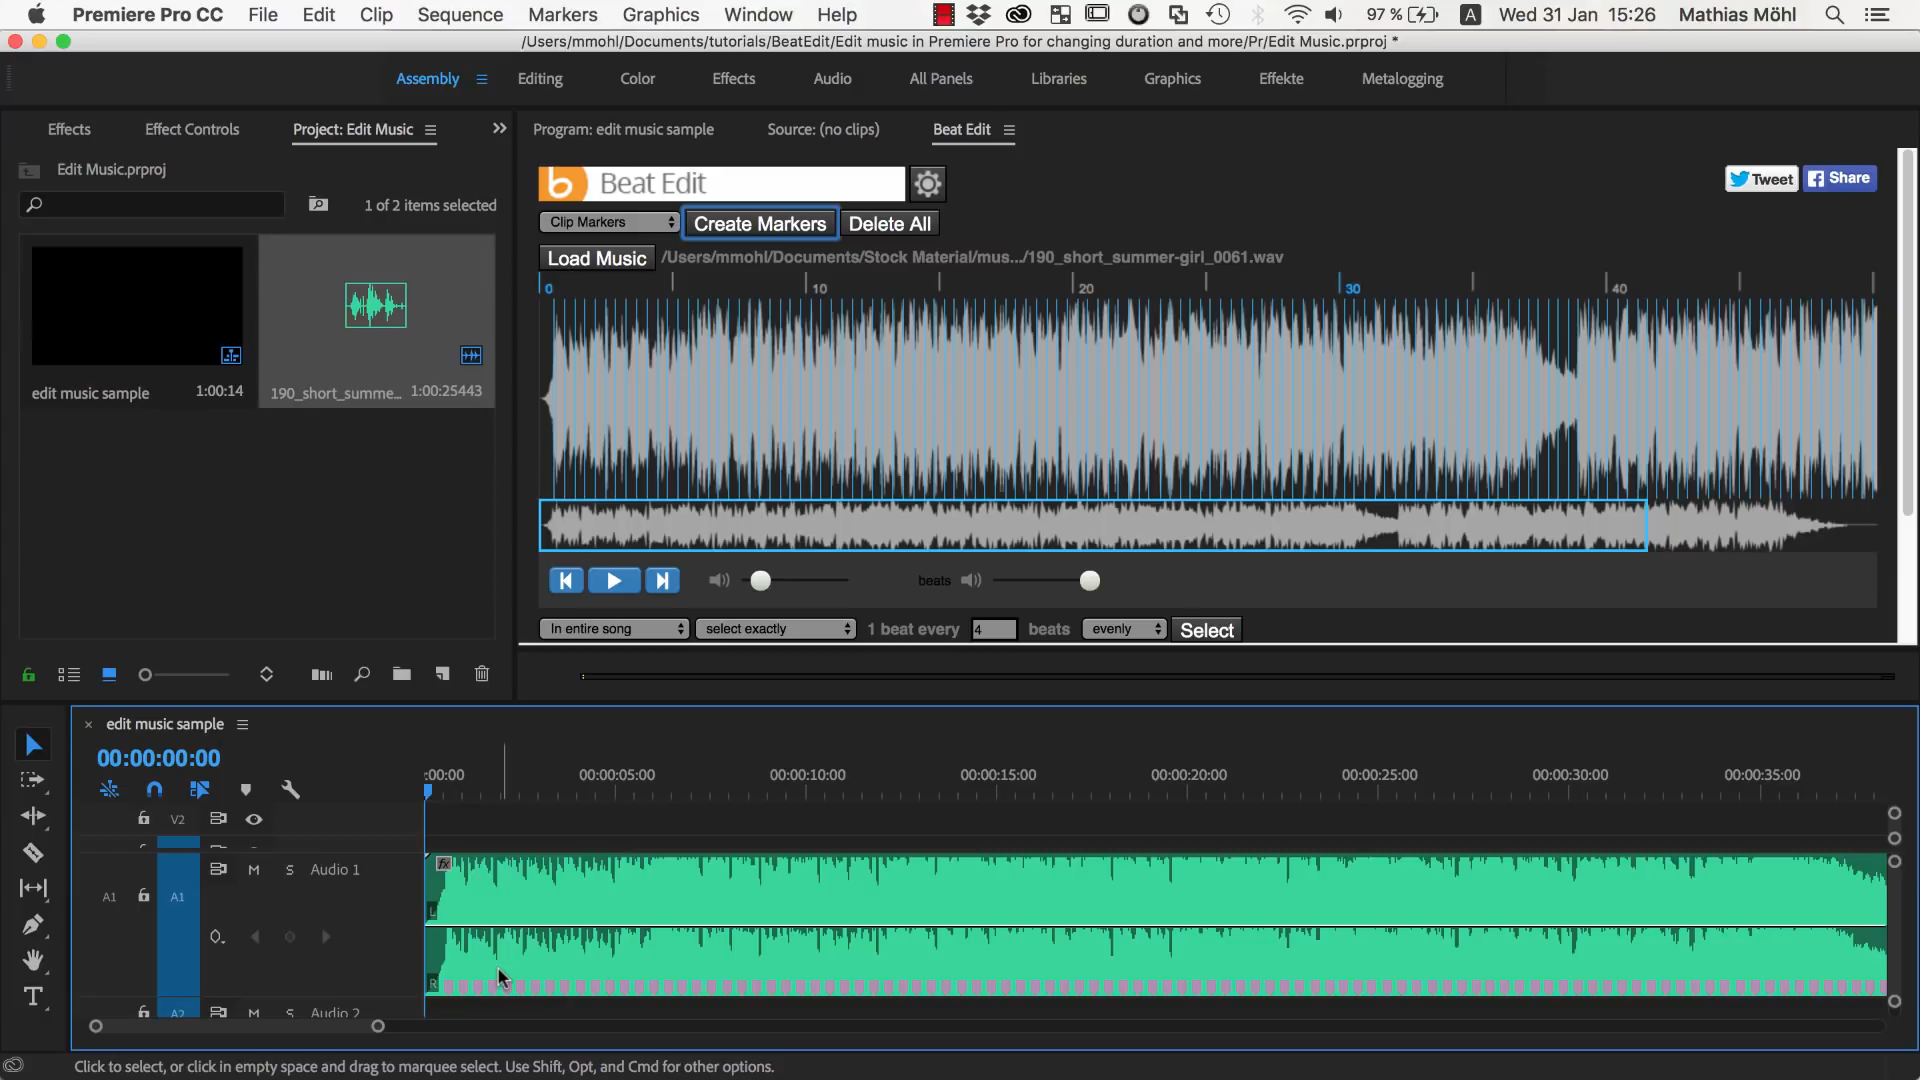 Premiere Pro CC File Edit Clip Sequence Markers Graphics Window Help 97 % A Wed 31 Jan 15:26 Mathias Möhl
/Users/mmohl/Documents/tutorials/BeatEdit/Edit music in Premiere Pro for changing duration and more/Pr/Edit Music.prproj *
Assembly Editing Color Effects Audio All Panels Libraries Graphics Effekte Metalogging
Effects Effect Controls Project: Edit Music Program: edit music sample Source: (no clips) Beat Edit
Edit Music.prproj
b Beat Edit Tweet Share
1 of 2 items selected
Clip Markers Create Markers Delete All
Load Music /Users/mmohl/Documents/Stock Material/mus.../190_short_summer-girl_0061.wav
0 10 20 30 40
edit music sample 1:00:14 190_short_summe... 1:00:25443
beats
In entire song select exactly 1 beat every 4 beats evenly Select
edit music sample
00:00:00:00
:00:00 00:00:05:00 00:00:10:00 00:00:15:00 00:00:20:00 00:00:25:00 00:00:30:00 00:00:35:00
V2
fx
M S Audio 1
A1 A1
L
R
A2 M S Audio 2
T
Click to select, or click in empty space and drag to marquee select. Use Shift, Opt, and Cmd for other options.